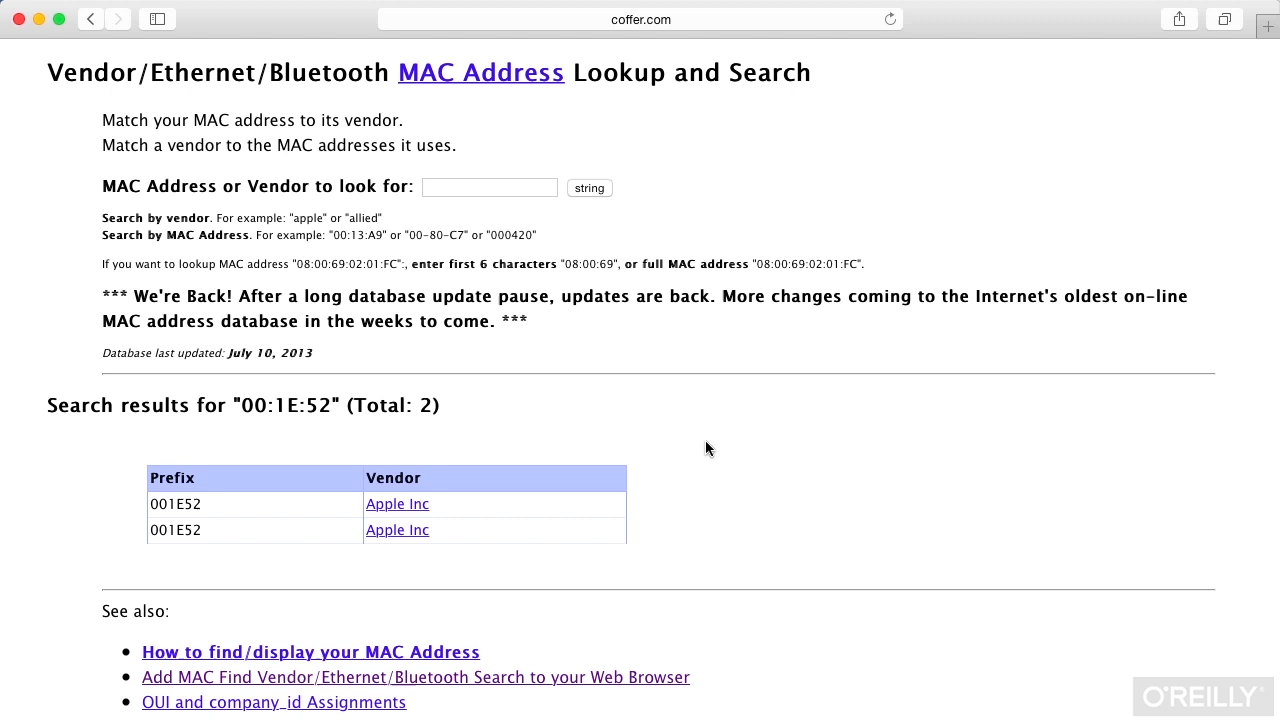 coffer.com
Vendor/Ethernet/Bluetooth MAC Address Lookup and Search
Match your MAC address to its vendor.
Match a vendor to the MAC addresses it uses.
MAC Address or Vendor to look for: string
Search by vendor. For example: "apple" or "allied"
Search by MAC Address. For example: "00:13:A9" or "00-80-C7" or "000420"
If you want to lookup MAC address "08:00:69:02:01:FC":, enter first 6 characters "08:00:69", or full MAC address "08:00:69:02:01:FC".
*** We're Back! After a long database update pause, updates are back. More changes coming to the Internet's oldest on-line
MAC address database in the weeks to come. ***
Database last updated: July 10, 2013
Search results for "00:1E:52" (Total: 2)
Prefix Vendor
001E52 Apple Inc
001E52 Apple Inc
See also:
How to find/display your MAC Address
Add MAC Find Vendor/Ethernet/Bluetooth Search to your Web Browser
OUI and company_id Assignments
O'REILLY